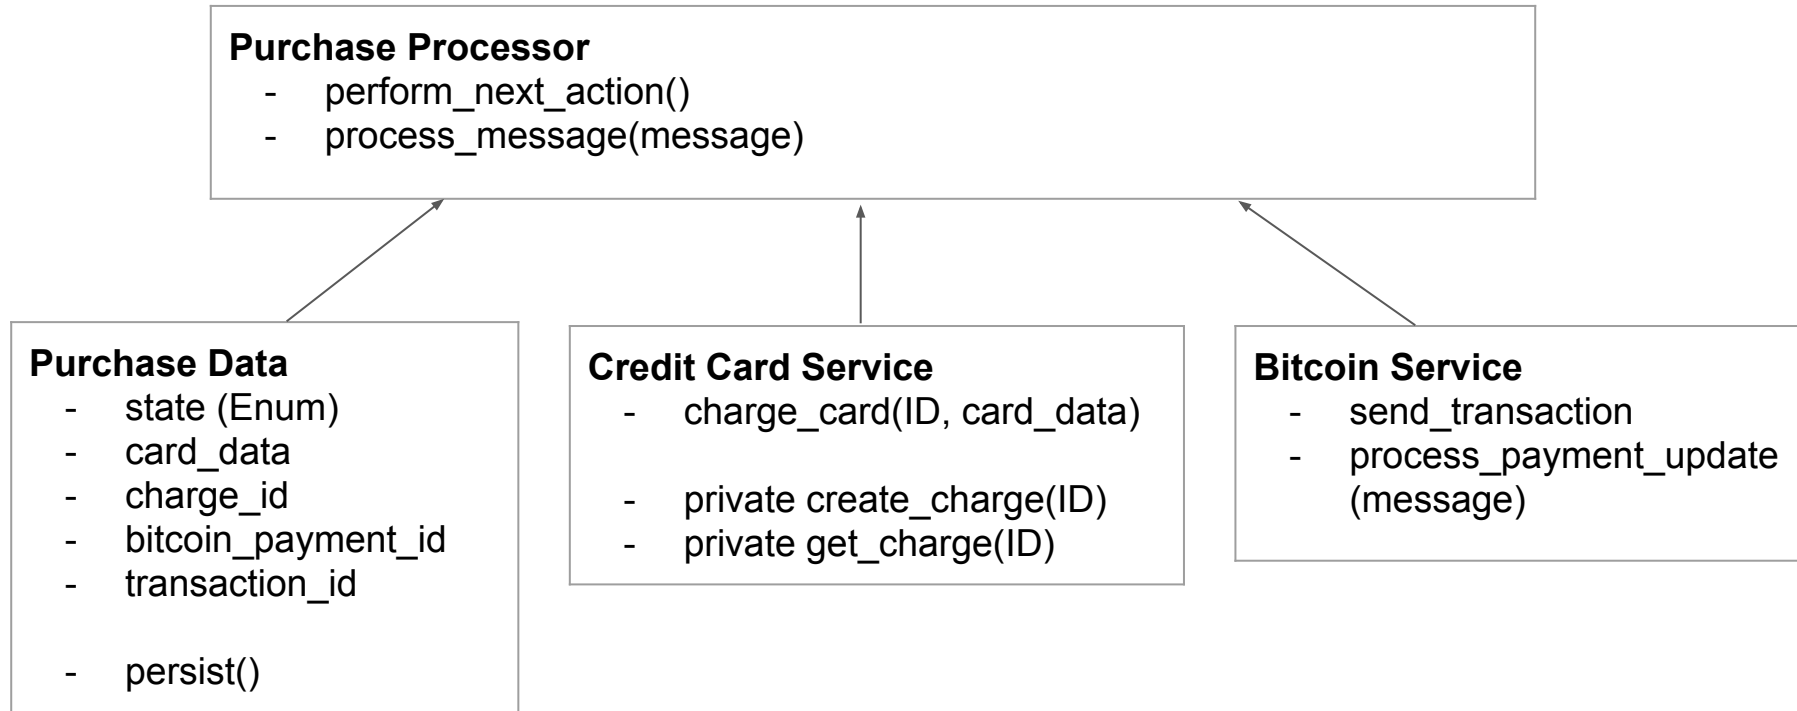 Purchase Processor
- perform_next_action()
- process_message(message)
Purchase Data
- state (Enum)
- card_data
- charge_id
- bitcoin_payment_id
- transaction_id
- persist()
Credit Card Service
- charge_card(ID, card_data)
- private create_charge(ID)
- private get_charge(ID)
Bitcoin Service
- send_transaction
- process_payment_update
(message)